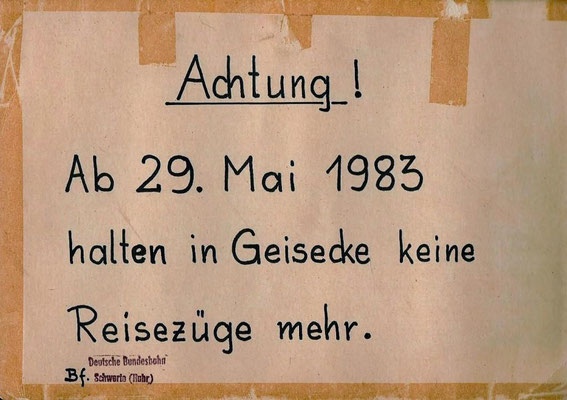 Achtung!
Ab 29. Mai 1983
halten in Geisecke keine
Reisezüge mehr.
Deutsche Bundesbahn
Bf. Schwerte (Ruhr)